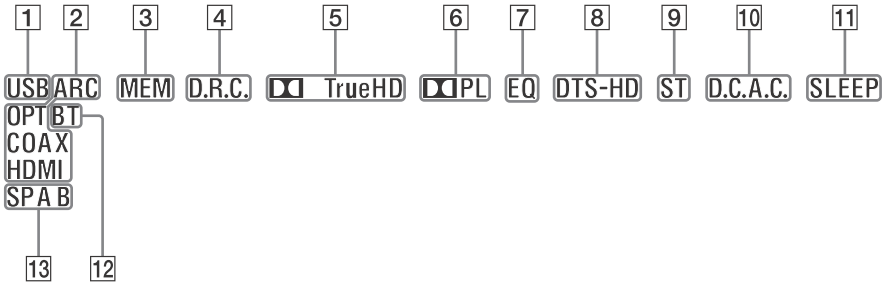 1 2 3 4 5 6 7 8 9 10 11
USB ARC MEM D.R.C. TrueHD PL EQ DTS-HD ST D.C.A.C. SLEEP
OPT BT
COAX
HDMI
SP A B
13 12